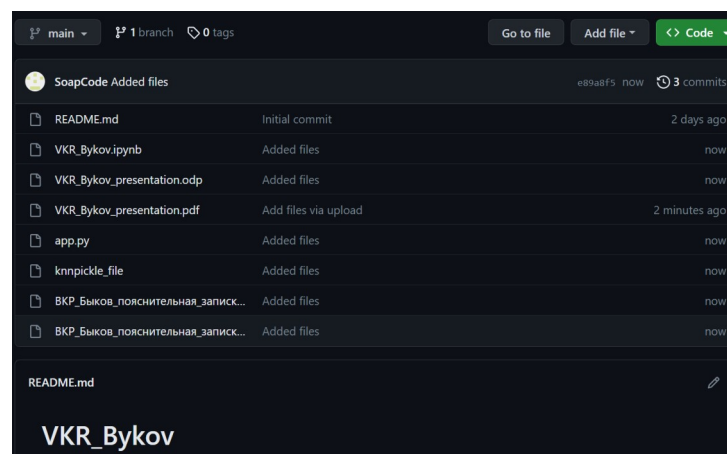 main 1 branch 0 tags Go to file Add file Code
SoapCode Added files e89a8f5 now 3 commits
README.md Initial commit 2 days ago
VKR_Bykov.ipynb Added files now
VKR_Bykov_presentation.odp Added files now
VKR_Bykov_presentation.pdf Add files via upload 2 minutes ago
app.py Added files now
knnpickle_file Added files now
ВКР_Быков_пояснительная_записк... Added files now
ВКР_Быков_пояснительная_записк... Added files now
README.md
VKR_Bykov